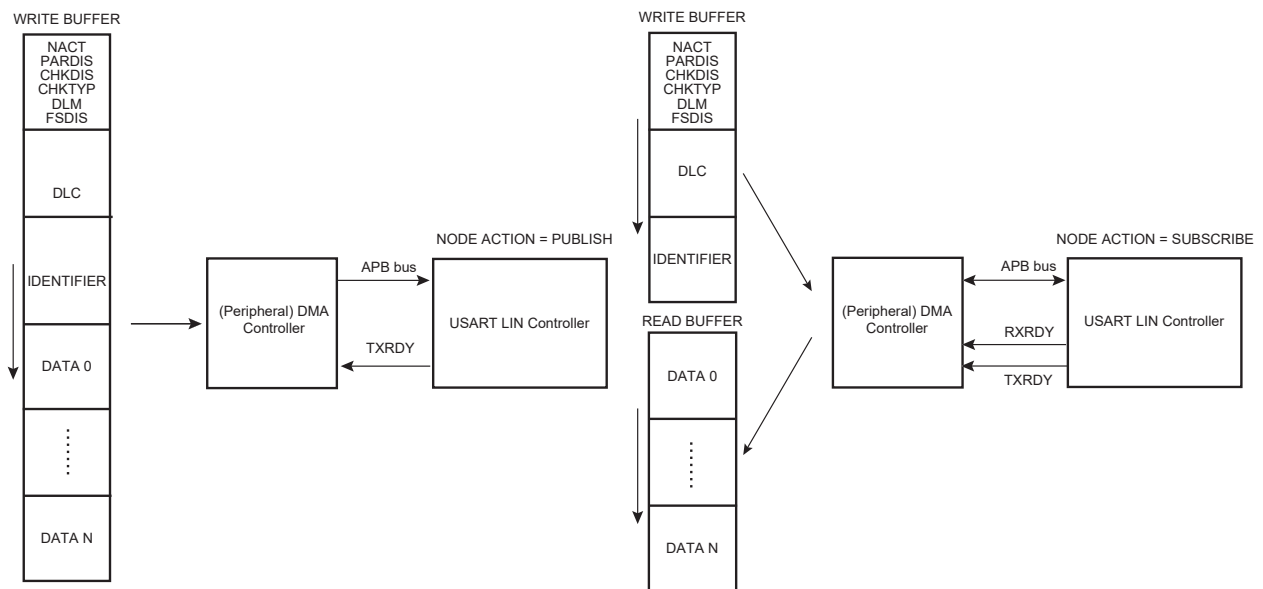 WRITE BUFFER
NACT
PARDIS
CHKDIS
CHKTYP
DLM
FSDIS
DLC
IDENTIFIER
DATA 0
DATA N
(Peripheral) DMA
Controller
APB bus
TXRDY
NODE ACTION = PUBLISH
USART LIN Controller
WRITE BUFFER
NACT
PARDIS
CHKDIS
CHKTYP
DLM
FSDIS
DLC
IDENTIFIER
READ BUFFER
DATA 0
DATA N
(Peripheral) DMA
Controller
APB bus
RXRDY
TXRDY
NODE ACTION = SUBSCRIBE
USART LIN Controller